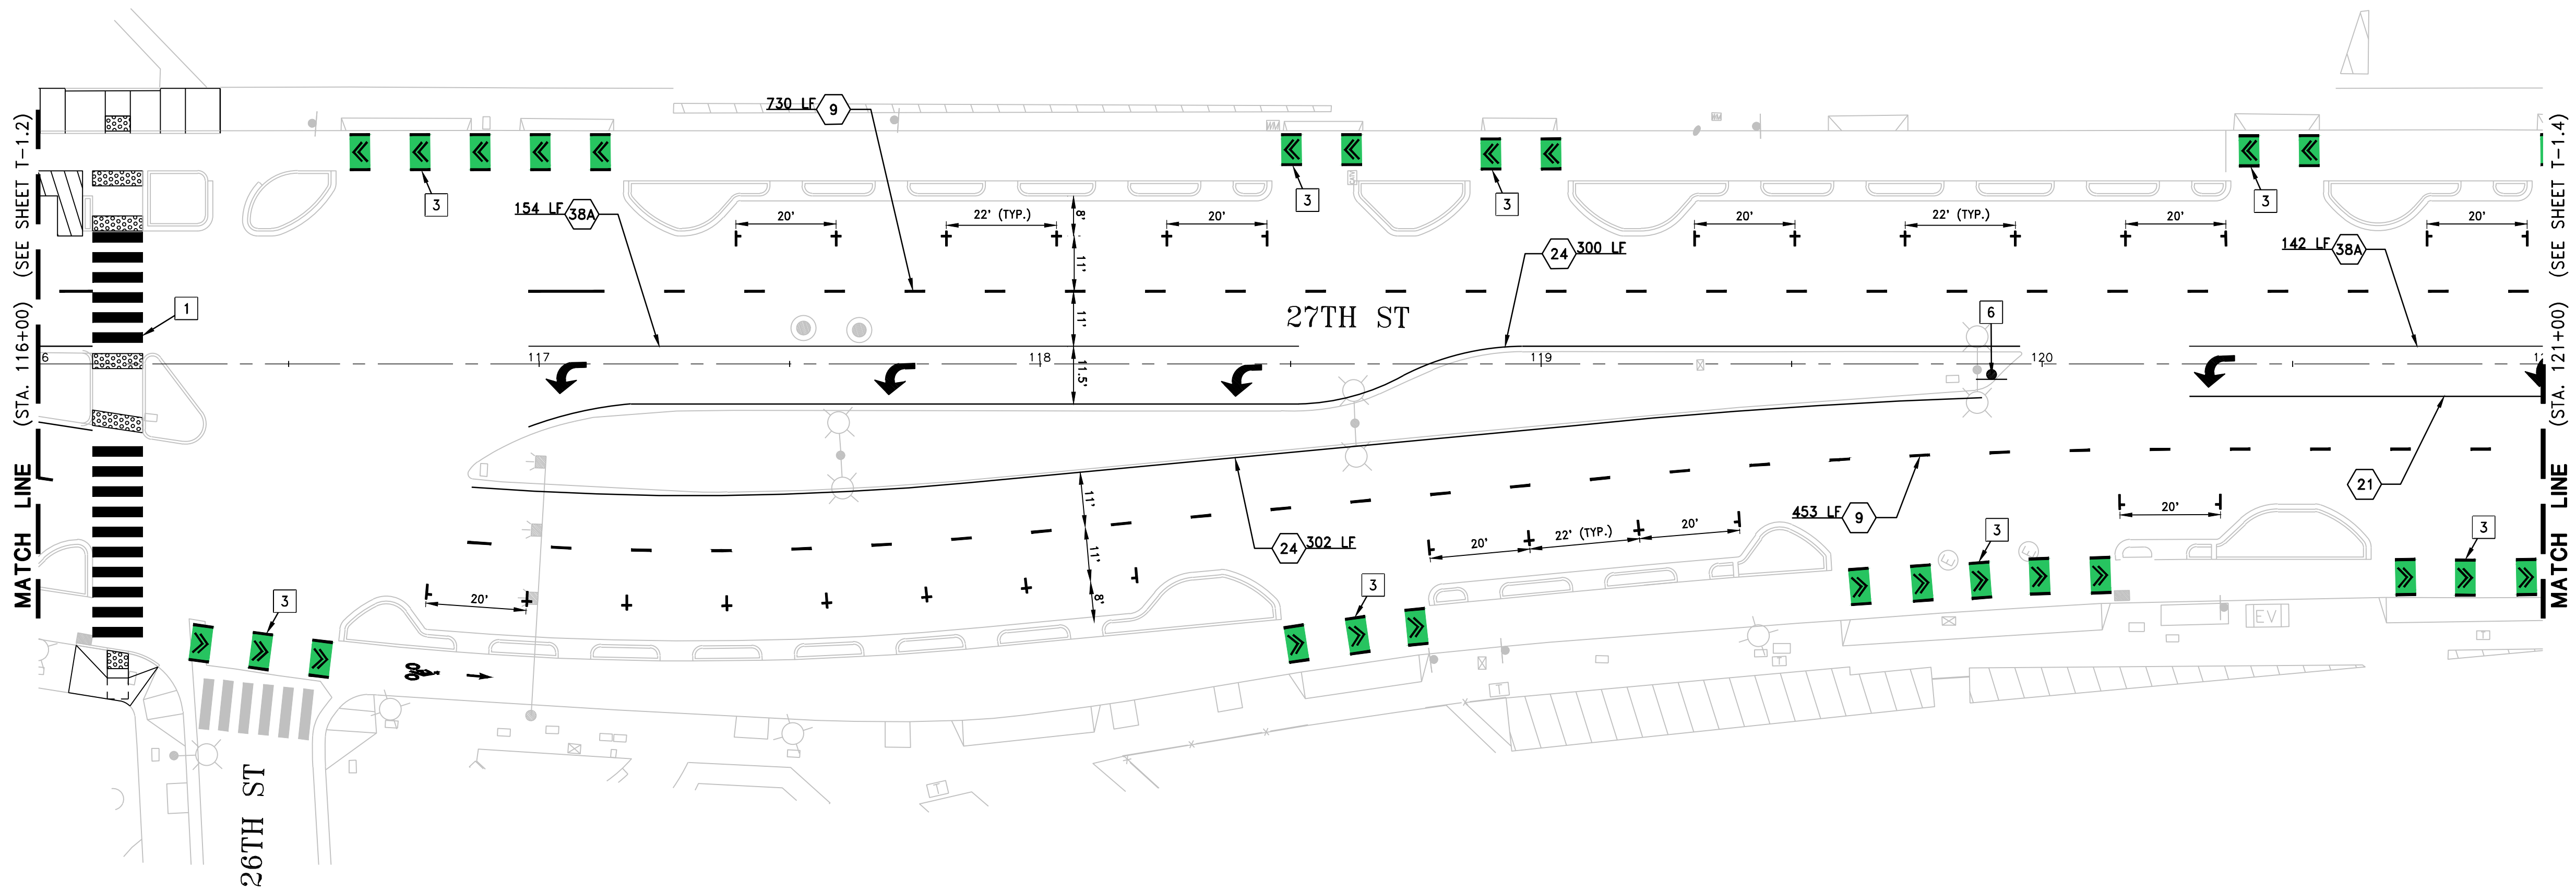 MATCH LINE (STA. 116+00) (SEE SHEET T-1.2)
730 LF 9
3
3
3
3
154 LF 38A
20'
22' (TYP.)
20'
8'
20'
22' (TYP.)
20'
20'
11'
24 300 LF
142 LF 38A
1
11'
27TH ST
6
6
117
118
119
120
11.5'
21
11'
11'
8'
24 302 LF
453 LF 9
20'
22' (TYP.)
20'
20'
3
3
3
3
20'
E
E
EV
T
T
T
T
T
26TH ST
MATCH LINE (STA. 121+00) (SEE SHEET T-1.4)